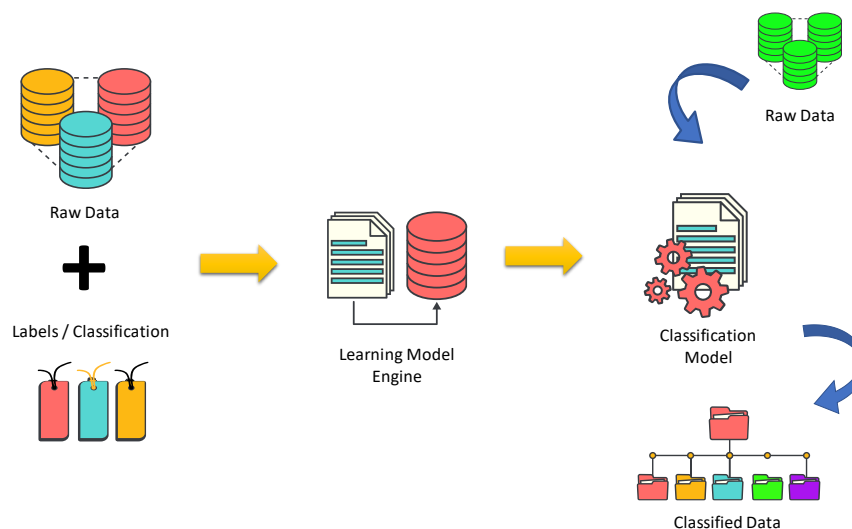 Raw Data
Labels / Classification
Learning Model
Engine
Raw Data
Classification
Model
Classified Data